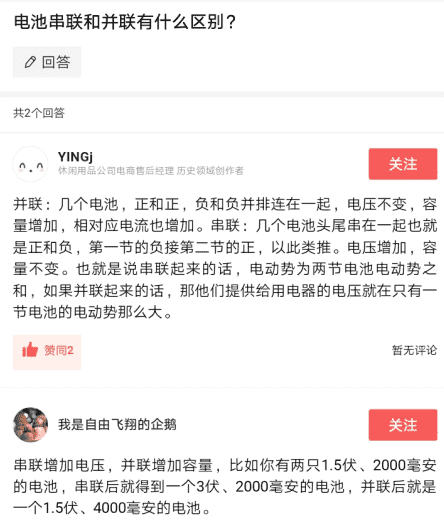 电池串联和并联有什么区别？
回答
共2个回答
YINGj
关注
休闲用品公司电商售后经理 历史领域创作者
并联：几个电池，正和正，负和负并排连在一起，电压不变，容
量增加，相对应电流也增加。串联：几个电池头尾串在一起也就
是正和负，第一节的负接第二节的正，以此类推。电压增加，容
量不变。也就是说串联起来的话，电动势为两节电池电动势之
和，如果并联起来的话，那他们提供给用电器的电压就在只有一
节电池的电动势那么大。
赞同2
暂无评论
我是自由飞翔的企鹅
关注
串联增加电压，并联增加容量，比如你有两只1.5伏、2000毫安
的电池，串联后就得到一个3伏、2000毫安的电池，并联后就是
一个1.5伏、4000毫安的电池。